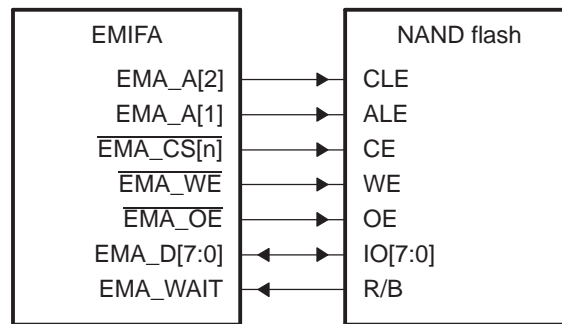 EMIFA NAND flash
EMA_A[2] CLE
EMA_A[1] ALE
EMA_CS[n] CE
EMA_WE WE
EMA_OE OE
EMA_D[7:0] IO[7:0]
EMA_WAIT R/B